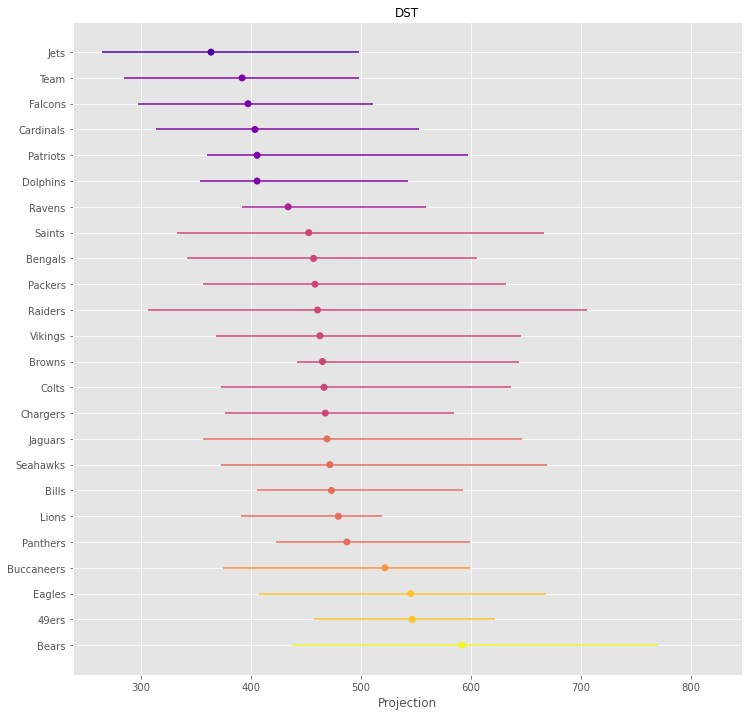 DST
Jets
Team
Falcons
Cardinals
Patriots
Dolphins
Ravens
Saints
Bengals
Packers
Raiders
Vikings
Browns
Colts
Chargers
Jaguars
Seahawks
Bills
Lions
Panthers
Buccaneers
Eagles
49ers
Bears
300 400 500 600 700 800
Projection